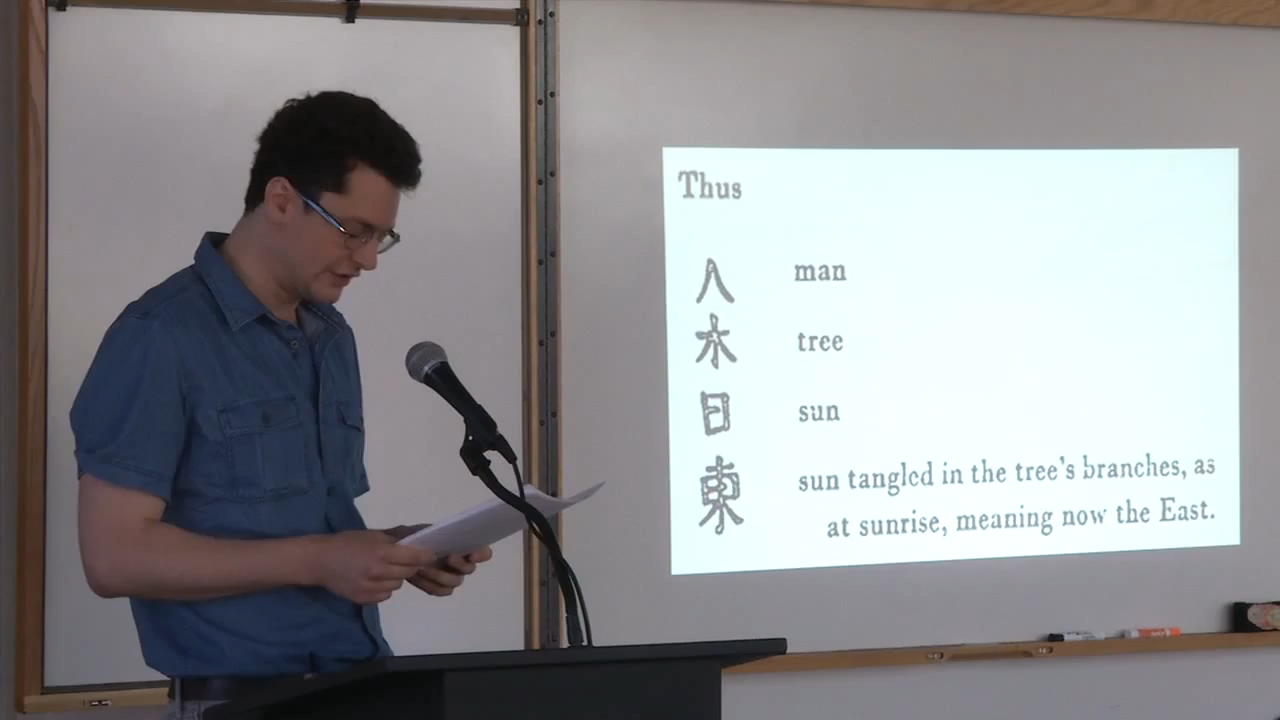 Thus
人 man
木 tree
日 sun
東 sun tangled in the tree's branches, as
at sunrise, meaning now the East.